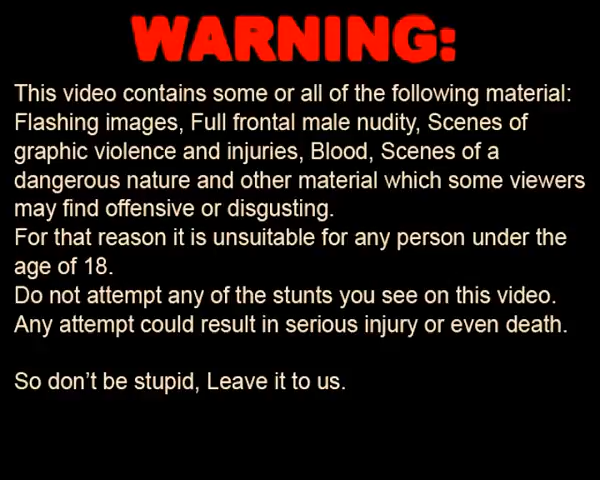 WARNING:
This video contains some or all of the following material:
Flashing images, Full frontal male nudity, Scenes of
graphic violence and injuries, Blood, Scenes of a
dangerous nature and other material which some viewers
may find offensive or disgusting.
For that reason it is unsuitable for any person under the
age of 18.
Do not attempt any of the stunts you see on this video.
Any attempt could result in serious injury or even death.
So don’t be stupid, Leave it to us.